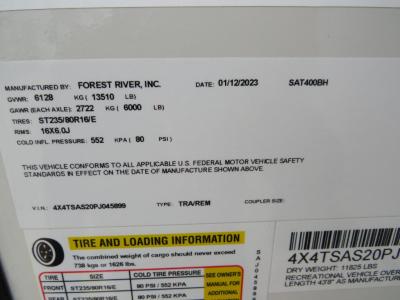 MANUFACTURED BY: FOREST RIVER, INC. DATE: 01/12/2023 SAT400BH
GVWR: 6128 KG ( 13510 LB)
GAWR (EACH AXLE): 2722 KG ( 6000 LB)
TIRES: ST235/80R16/E
RIMS: 16X6.0J
COLD INFL. PRESSURE: 552 KPA ( 80 PSI )
THIS VEHICLE CONFORMS TO ALL APPLICABLE U.S. FEDERAL MOTOR VEHICLE SAFETY
STANDARDS IN EFFECT ON THE DATE OF MANUFACTURE SHOWN ABOVE.
V.I.N.: 4X4TSAS20PJ045899 TYPE: TRA/REM COUPLER SIZE:
TIRE AND LOADING INFORMATION
The combined weight of cargo should never exceed
738 kgs or 1626 lbs.
TIRE SIZE COLD TIRE PRESSURE
FRONT ST235/80R16/E 80 PSI / 552 KPA
REAR ST235/80R16/E 80 PSI / 552 KPA
SEE OWNER'S
MANUAL FOR
ADDITIONAL
4X4TSAS20PJ
DRY WEIGHT: 11825 LBS
RECREATIONAL VEHICLE OVER
LENGTH 43'8" AS MANUFACTURED